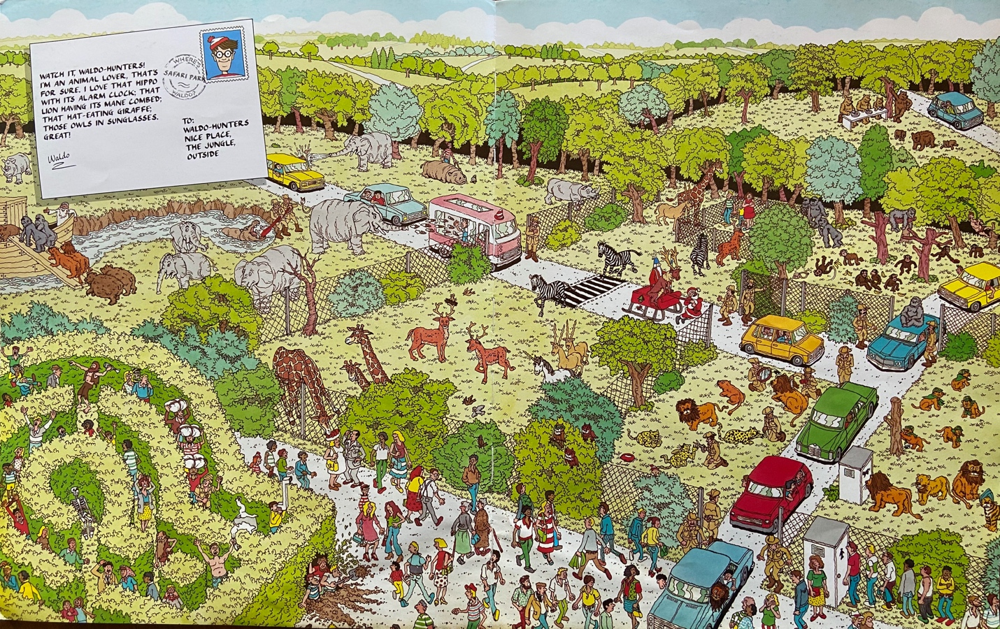 WATCH IT, WALDO-HUNTERS!
I'M AN ANIMAL LOVER, THAT'S
FOR SURE. I LOVE THAT HIPPO
WITH ITS ALARM CLOCK; THAT
LION HAVING ITS MANE COMBED;
THAT HAT-EATING GIRAFFE;
THOSE OWLS IN SUNGLASSES.
GREAT!
Waldo
WHERE'S
SAFARI PARK
WALDO?
TO:
WALDO-HUNTERS
NICE PLACE,
THE JUNGLE,
OUTSIDE